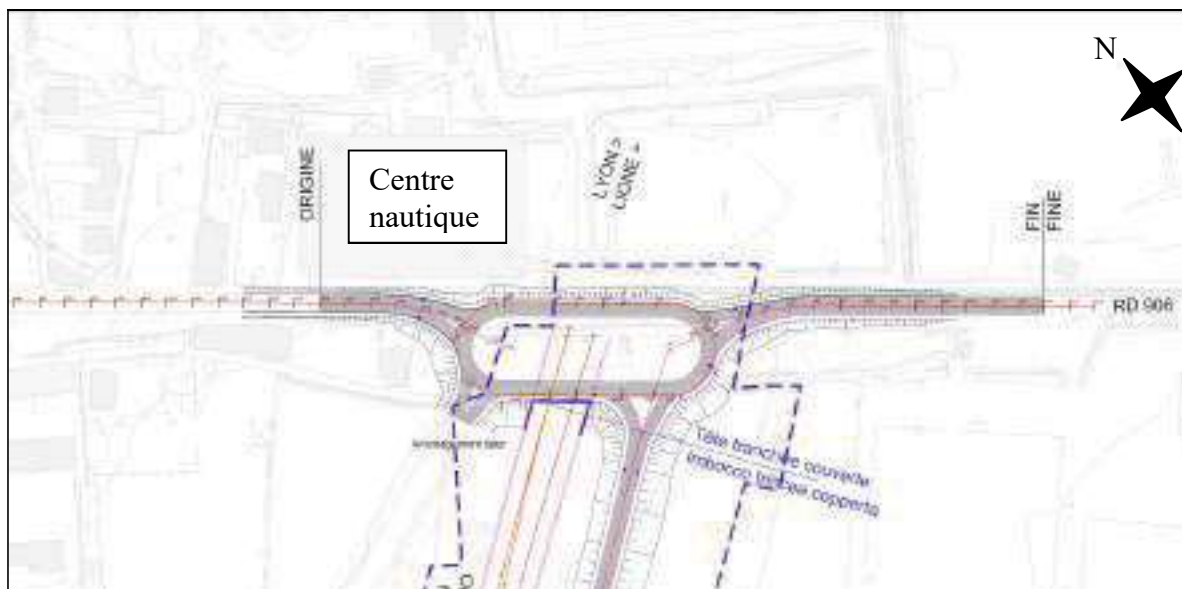 N
ORIGINE
Centre
nautique
LYON >
LIONE
FIN
FINE
RD 906
Tête tranchée couverte
Imbocco trincea coperta